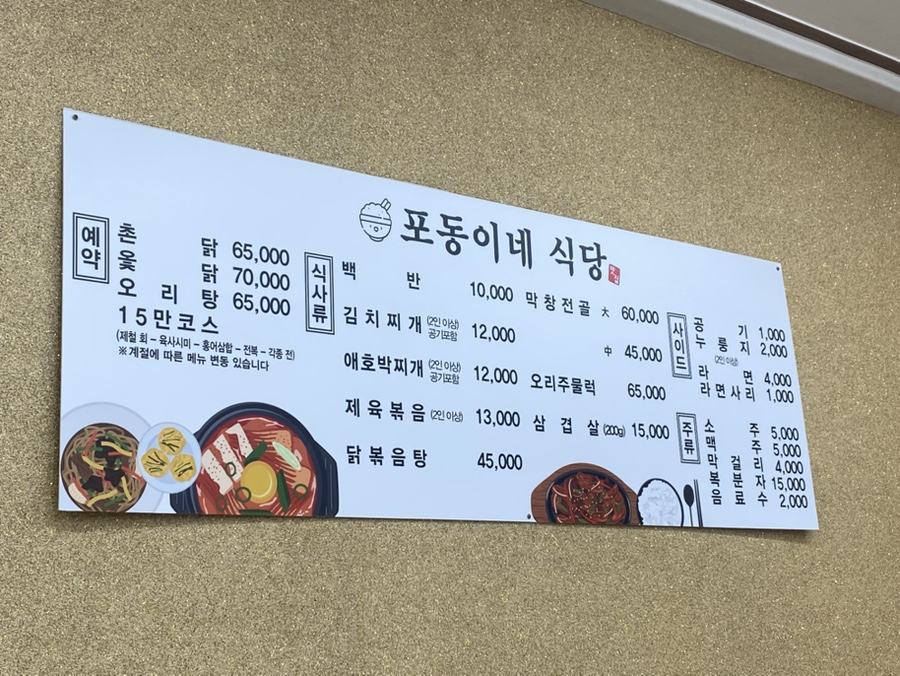 포동이네 식당
예약
촌 닭 65,000
옻 닭 70,000
오리탕 65,000
15만코스
(제철 회 – 육사시미 – 홍어삼합 – 전복 – 각종 전)
※계절에 따른 메뉴 변동 있습니다
식사류
백 반 10,000
김치찌개 (2인 이상) 공기포함 12,000
애호박찌개 (2인 이상) 공기포함 12,000
제육볶음 (2인 이상) 13,000
닭볶음탕 45,000
막창전골 大 60,000
中 45,000
오리주물럭 65,000
삼겹살 (200g) 15,000
사이드
공 기 1,000
누룽지 2,000
(2인 이상)
라 면 4,000
라면사리 1,000
주류
소 주 5,000
맥 주 5,000
막걸리 4,000
복분자 15,000
음료수 2,000